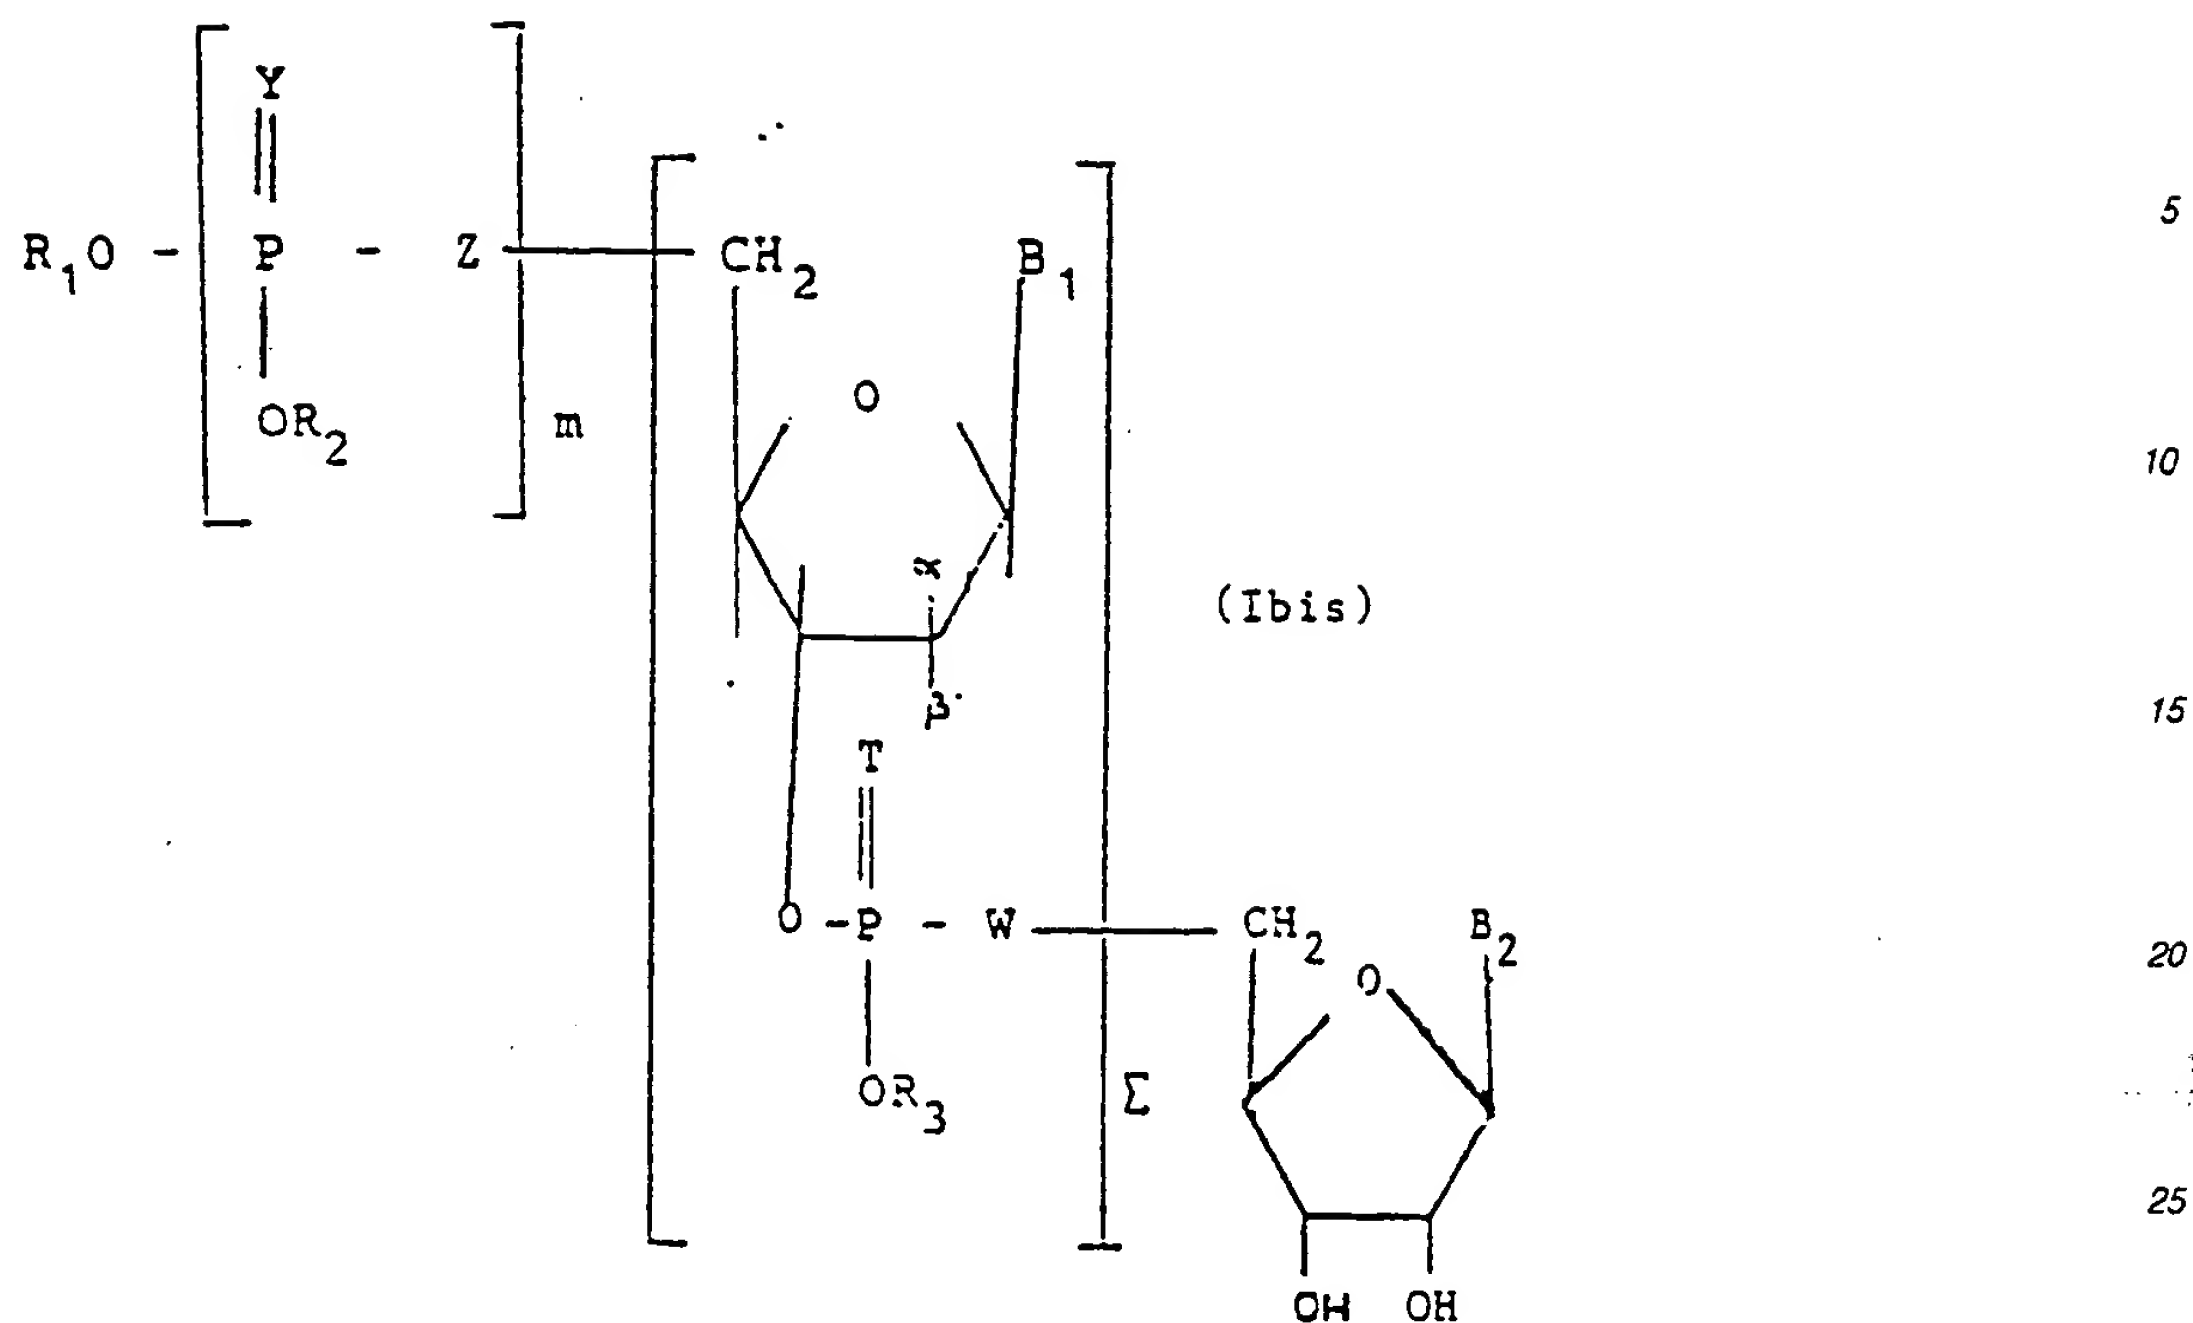 Y
5
R1O - P - Z CH2 B1
O
OR2 m
10
α
(Ibis)
β
15
T
O - P - W CH2 B2
20
O
OR3 Σ
25
OH OH